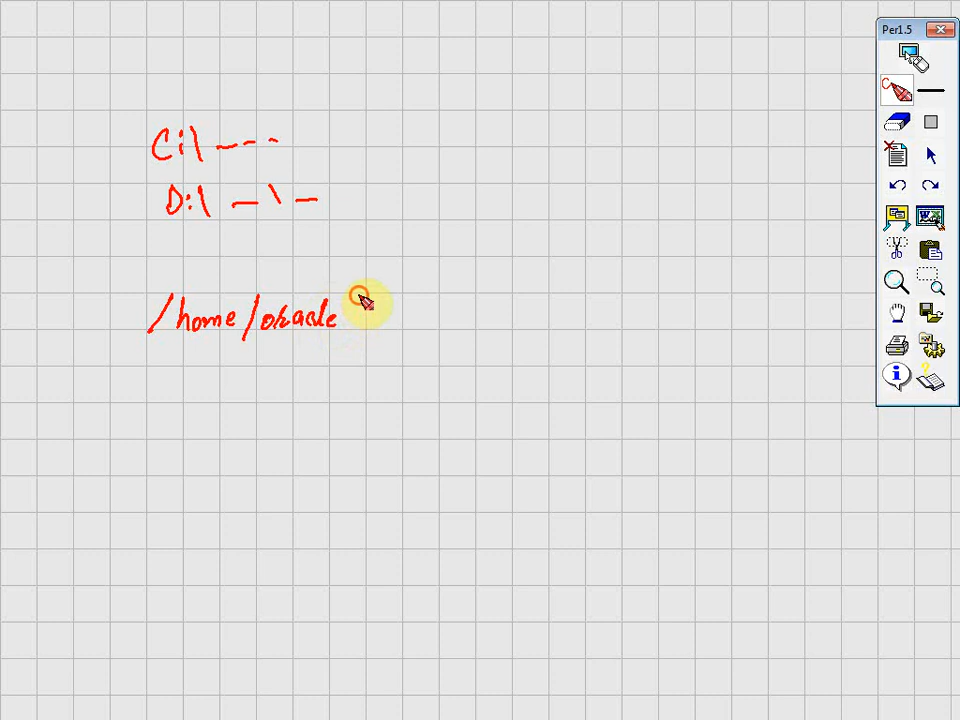 Per1.5
C:\ ---
D:\ _ \ _
/home/oracle